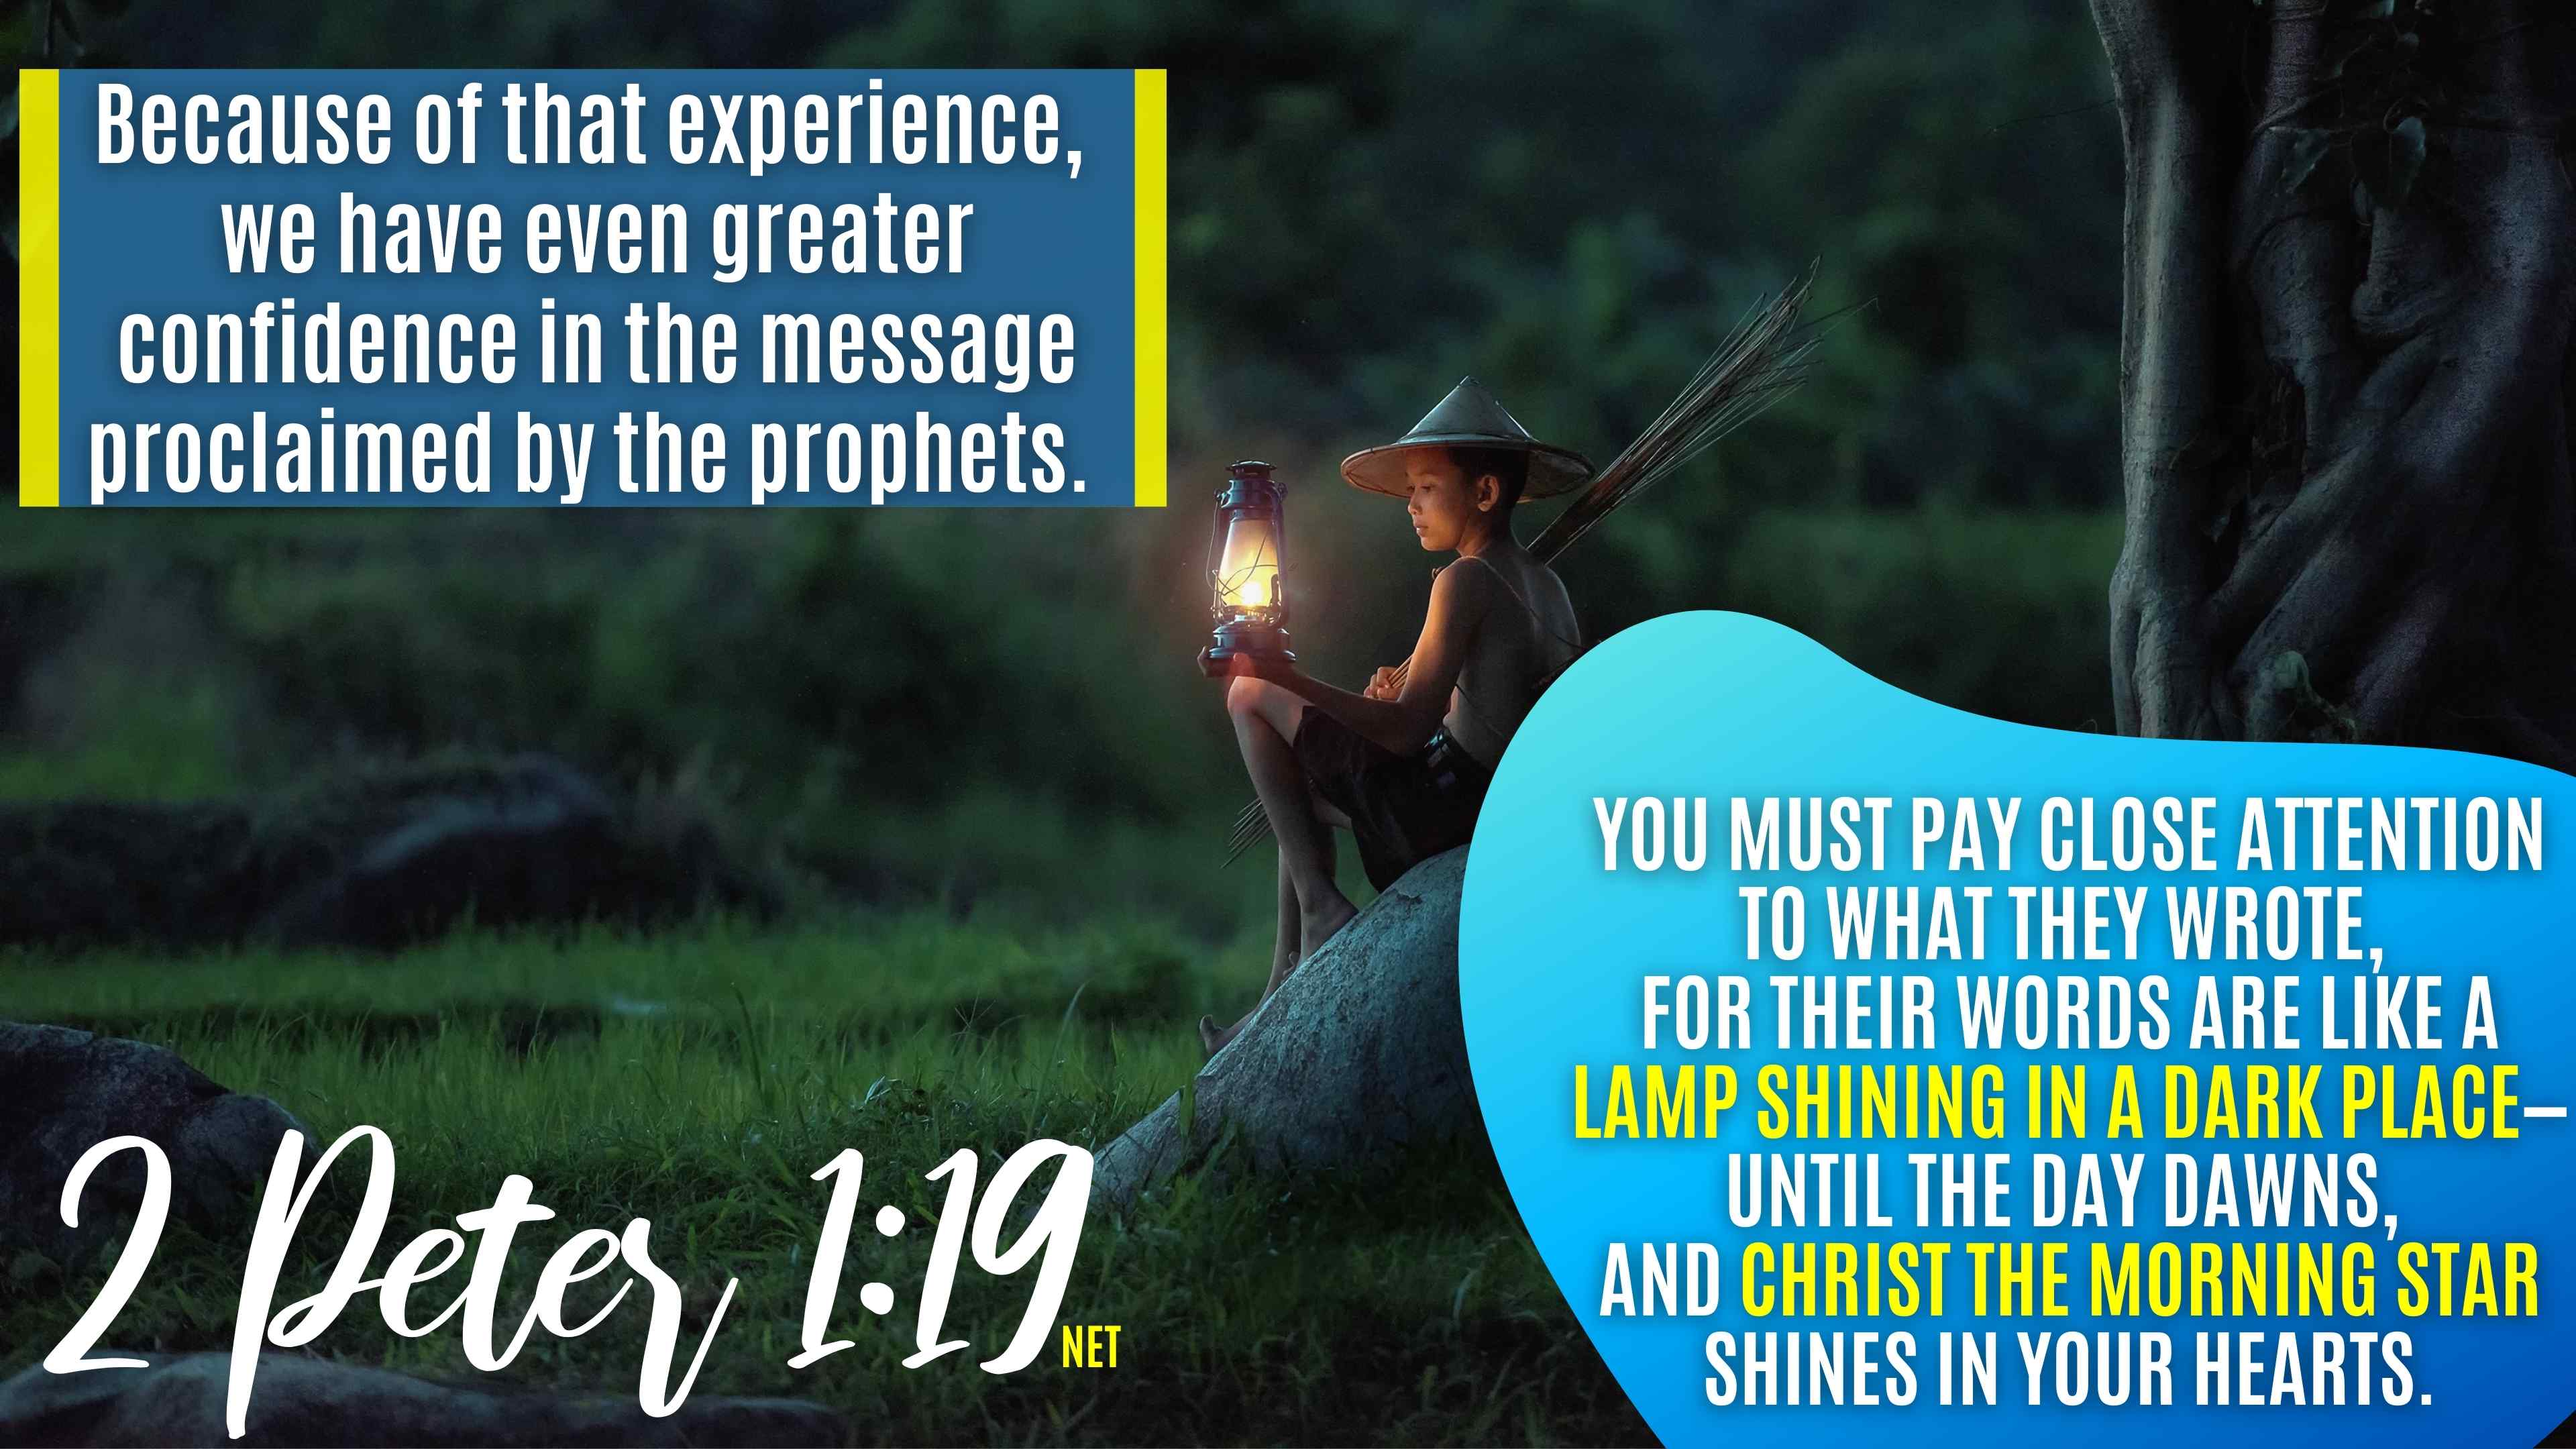 Because of that experience,
we have even greater
confidence in the message
proclaimed by the prophets.
YOU MUST PAY CLOSE ATTENTION
TO WHAT THEY WROTE,
FOR THEIR WORDS ARE LIKE A
LAMP SHINING IN A DARK PLACE–
UNTIL THE DAY DAWNS,
AND CHRIST THE MORNING STAR
SHINES IN YOUR HEARTS.
2 Peter 1:19
NET